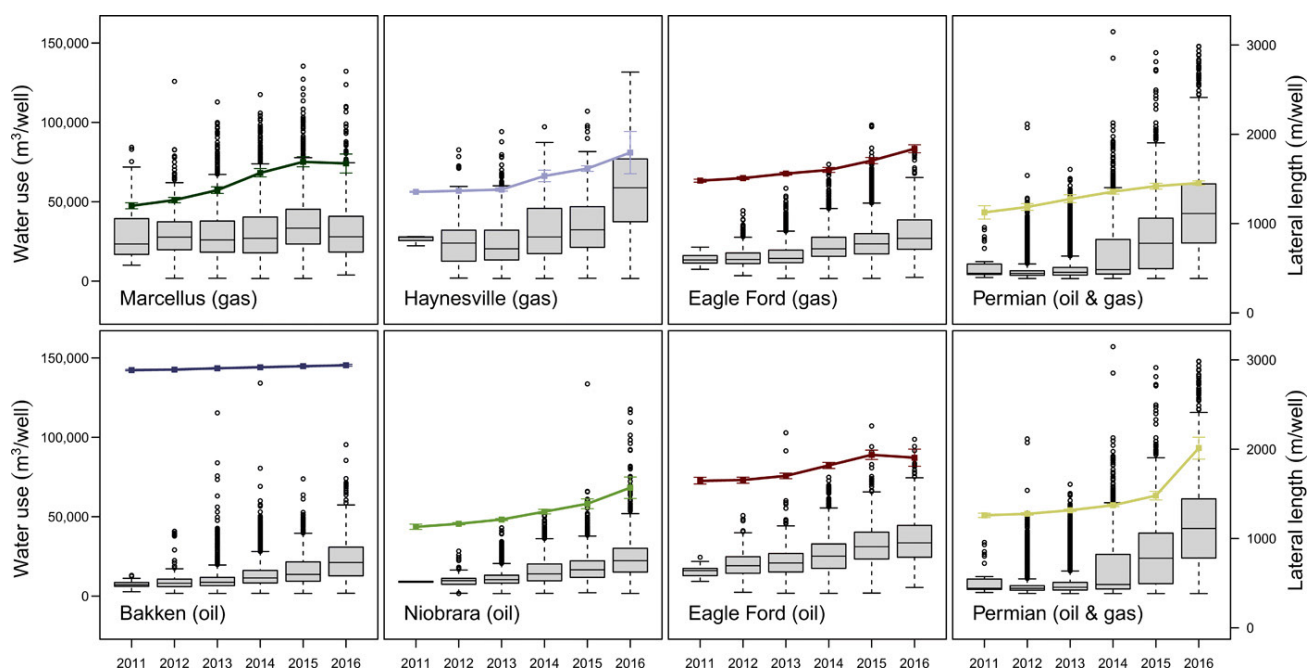 Water use (m³/well)
150,000
100,000
50,000
0
Marcellus (gas)
Haynesville (gas)
Eagle Ford (gas)
Permian (oil & gas)
3000
2000
1000
0
Lateral length (m/well)
Water use (m³/well)
150,000
100,000
50,000
0
Bakken (oil)
Niobrara (oil)
Eagle Ford (oil)
Permian (oil & gas)
3000
2000
1000
0
Lateral length (m/well)
2011 2012 2013 2014 2015 2016
2011 2012 2013 2014 2015 2016
2011 2012 2013 2014 2015 2016
2011 2012 2013 2014 2015 2016